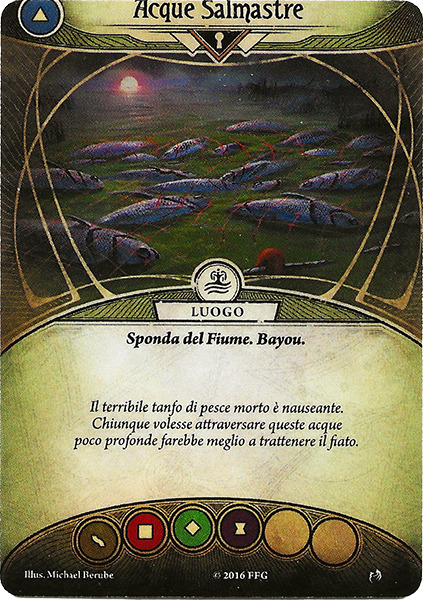 Acque Salmastre
LUOGO
Sponda del Fiume. Bayou.
Il terribile tanfo di pesce morto è nauseante.
Chiunque volesse attraversare queste acque
poco profonde farebbe meglio a trattenere il fiato.
Illus. Michael Berube
© 2016 FFG